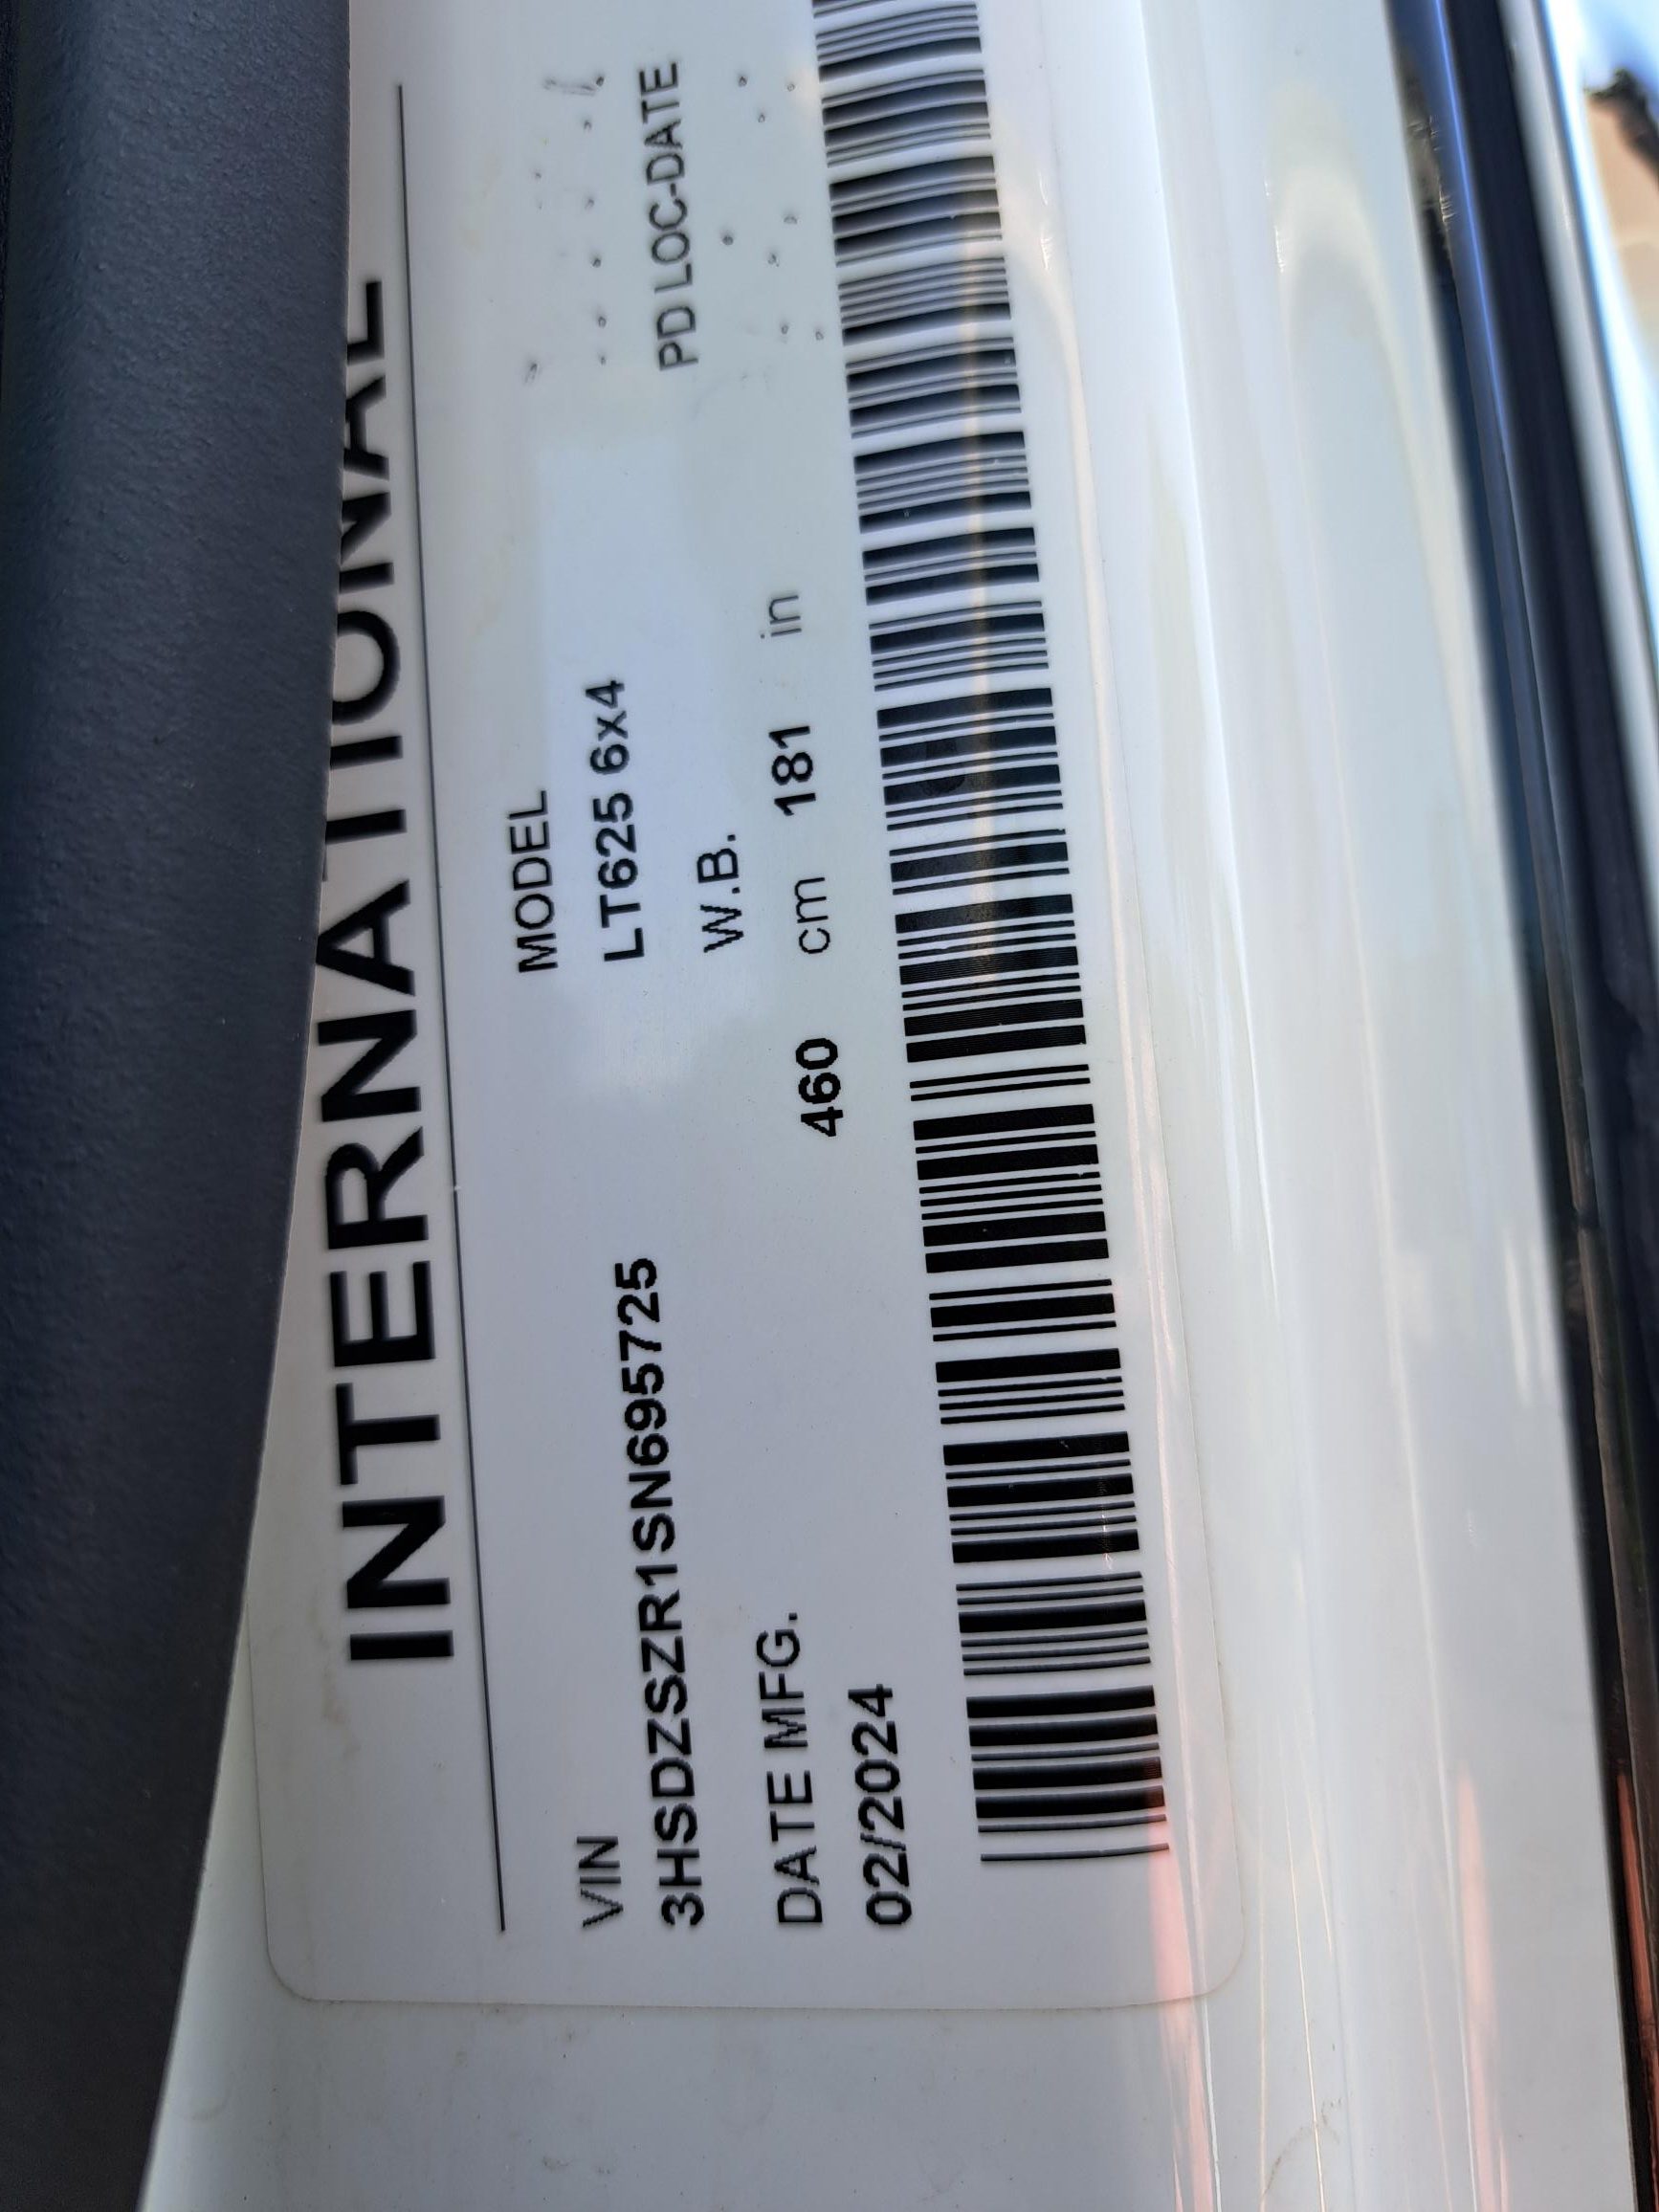 INTERNATIONAL
VIN MODEL
3HSDZSZR1SN695725 LT625 6x4 PD LOC-DATE
DATE MFG. W.B.
02/2024 460 cm 181 in